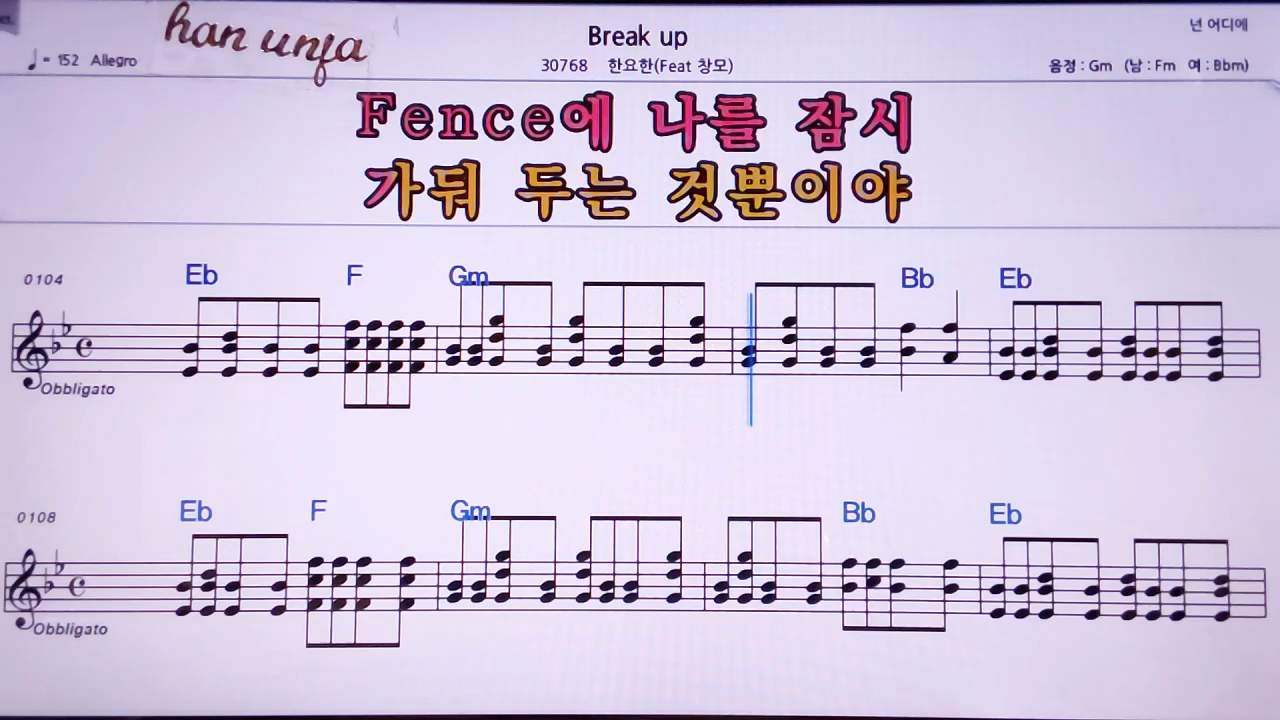 han unja
Break up
넌 어디에
♩= 152 Allegro
30768 한요한(Feat 창모)
음정 : Gm (남 : Fm 여 : Bbm)
Fence에 나를 잠시
가둬 두는 것뿐이야
0104 Eb F Gm Bb Eb
Obbligato
0108 Eb F Gm Bb Eb
Obbligato